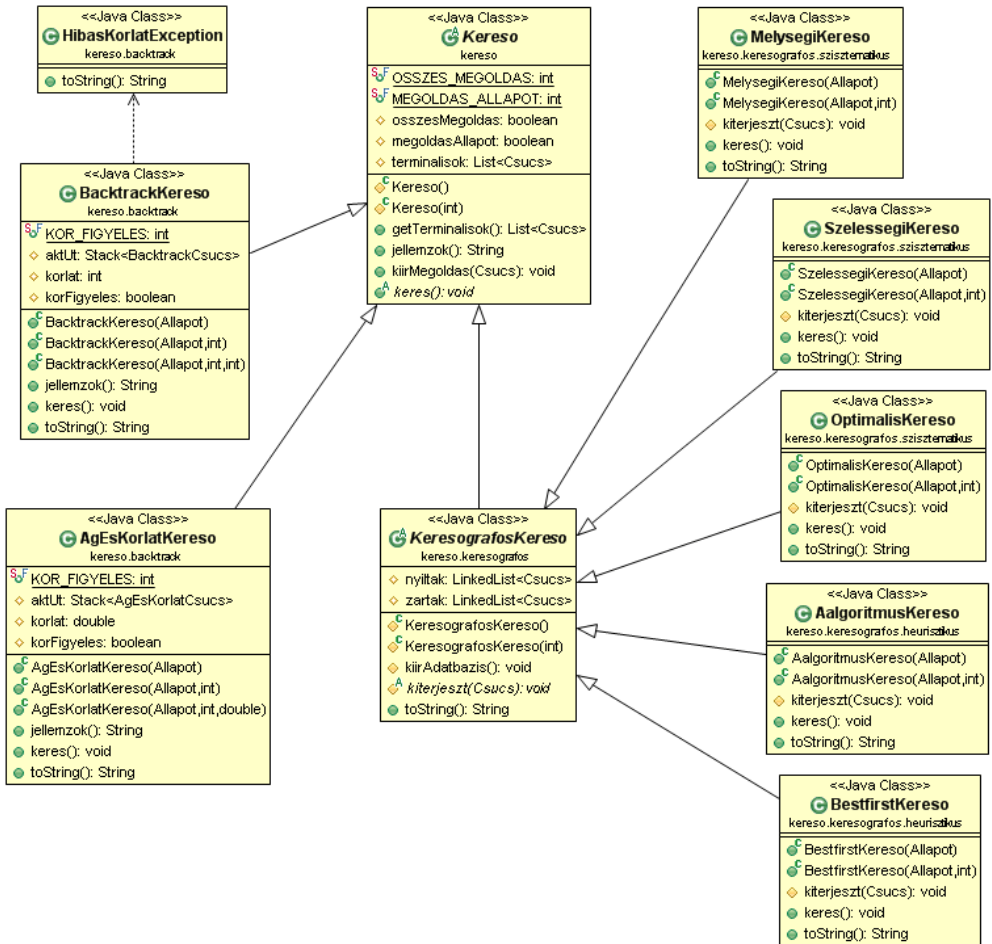 <<Java Class>>
HibasKorlatException
kereso.backtrack
toString(): String
<<Java Class>>
BacktrackKereso
kereso.backtrack
KOR_FIGYELES: int
aktUt: Stack<BacktrackCsucs>
korlat: int
korFigyeles: boolean
BacktrackKereso(Allapot)
BacktrackKereso(Allapot,int)
BacktrackKereso(Allapot,int,int)
jellemzok(): String
keres(): void
toString(): String
<<Java Class>>
AgEsKorlatKereso
kereso.backtrack
KOR_FIGYELES: int
aktUt: Stack<AgEsKorlatCsucs>
korlat: double
korFigyeles: boolean
AgEsKorlatKereso(Allapot)
AgEsKorlatKereso(Allapot,int)
AgEsKorlatKereso(Allapot,int,double)
jellemzok(): String
keres(): void
toString(): String
<<Java Class>>
Kereso
kereso
OSSZES_MEGOLDAS: int
MEGOLDAS_ALLAPOT: int
osszesMegoldas: boolean
megoldasAllapot: boolean
terminalisok: List<Csucs>
Kereso()
Kereso(int)
getTerminalisok(): List<Csucs>
jellemzok(): String
kiirMegoldas(Csucs): void
keres(): void
<<Java Class>>
KeresografosKereso
kereso.keresografos
nyiltak: LinkedList<Csucs>
zartak: LinkedList<Csucs>
KeresografosKereso()
KeresografosKereso(int)
kiirAdatbazis(): void
kiterjeszt(Csucs): void
toString(): String
<<Java Class>>
MelysegiKereso
kereso.keresografos.szisztematikus
MelysegiKereso(Allapot)
MelysegiKereso(Allapot,int)
kiterjeszt(Csucs): void
keres(): void
toString(): String
<<Java Class>>
SzelessegiKereso
kereso.keresografos.szisztematikus
SzelessegiKereso(Allapot)
SzelessegiKereso(Allapot,int)
kiterjeszt(Csucs): void
keres(): void
toString(): String
<<Java Class>>
OptimalisKereso
kereso.keresografos.szisztematikus
OptimalisKereso(Allapot)
OptimalisKereso(Allapot,int)
kiterjeszt(Csucs): void
keres(): void
toString(): String
<<Java Class>>
AalgoritmusKereso
kereso.keresografos.heurisztikus
AalgoritmusKereso(Allapot)
AalgoritmusKereso(Allapot,int)
kiterjeszt(Csucs): void
keres(): void
toString(): String
<<Java Class>>
BestfirstKereso
kereso.keresografos.heurisztikus
BestfirstKereso(Allapot)
BestfirstKereso(Allapot,int)
kiterjeszt(Csucs): void
keres(): void
toString(): String